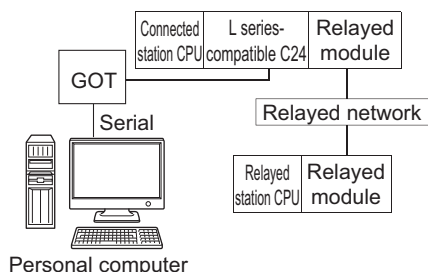 Connected
station CPU
L series-
compatible C24
Relayed
module
GOT
Serial
Relayed network
Relayed
station CPU
Relayed
module
Personal computer